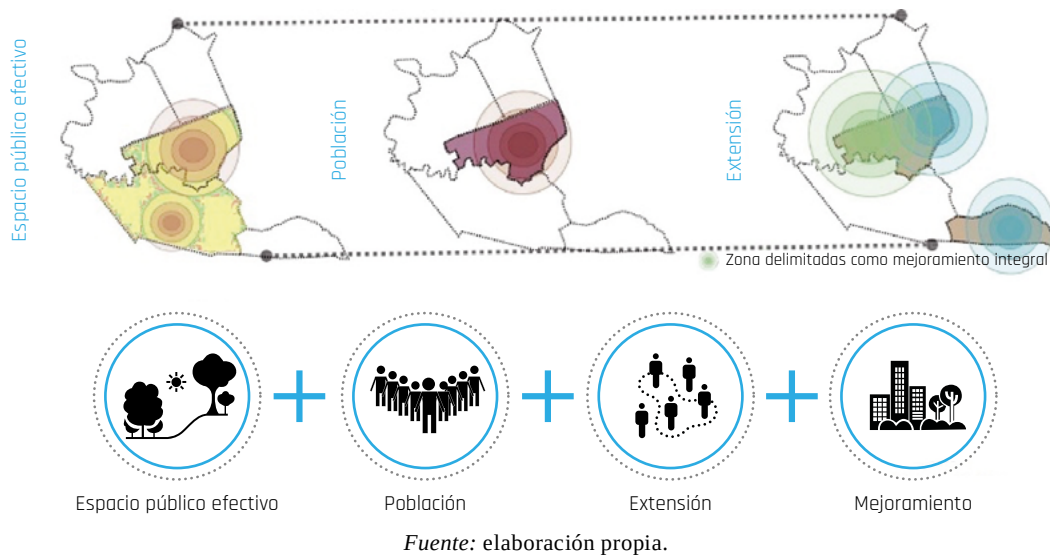 Espacio público efectivo
Población
Extensión
Zona delimitadas como mejoramiento integral
Espacio público efectivo
Población
Extensión
Mejoramiento
Fuente: elaboración propia.